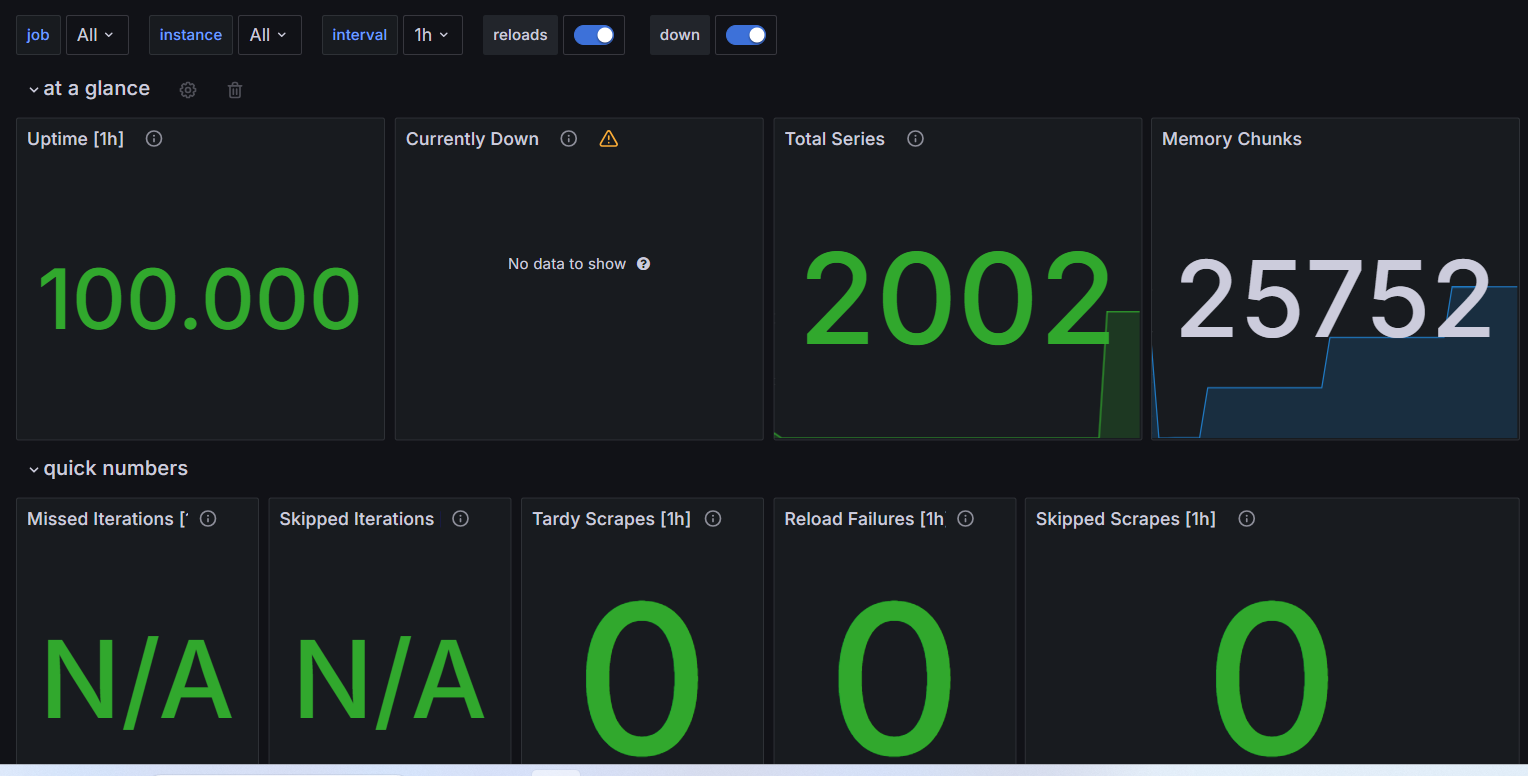 job All instance All interval 1h reloads down
at a glance
Uptime [1h] Currently Down Total Series Memory Chunks
100.000 No data to show 2002 25752
quick numbers
Missed Iterations [1 Skipped Iterations Tardy Scrapes [1h] Reload Failures [1h Skipped Scrapes [1h]
N/A N/A 0 0 0